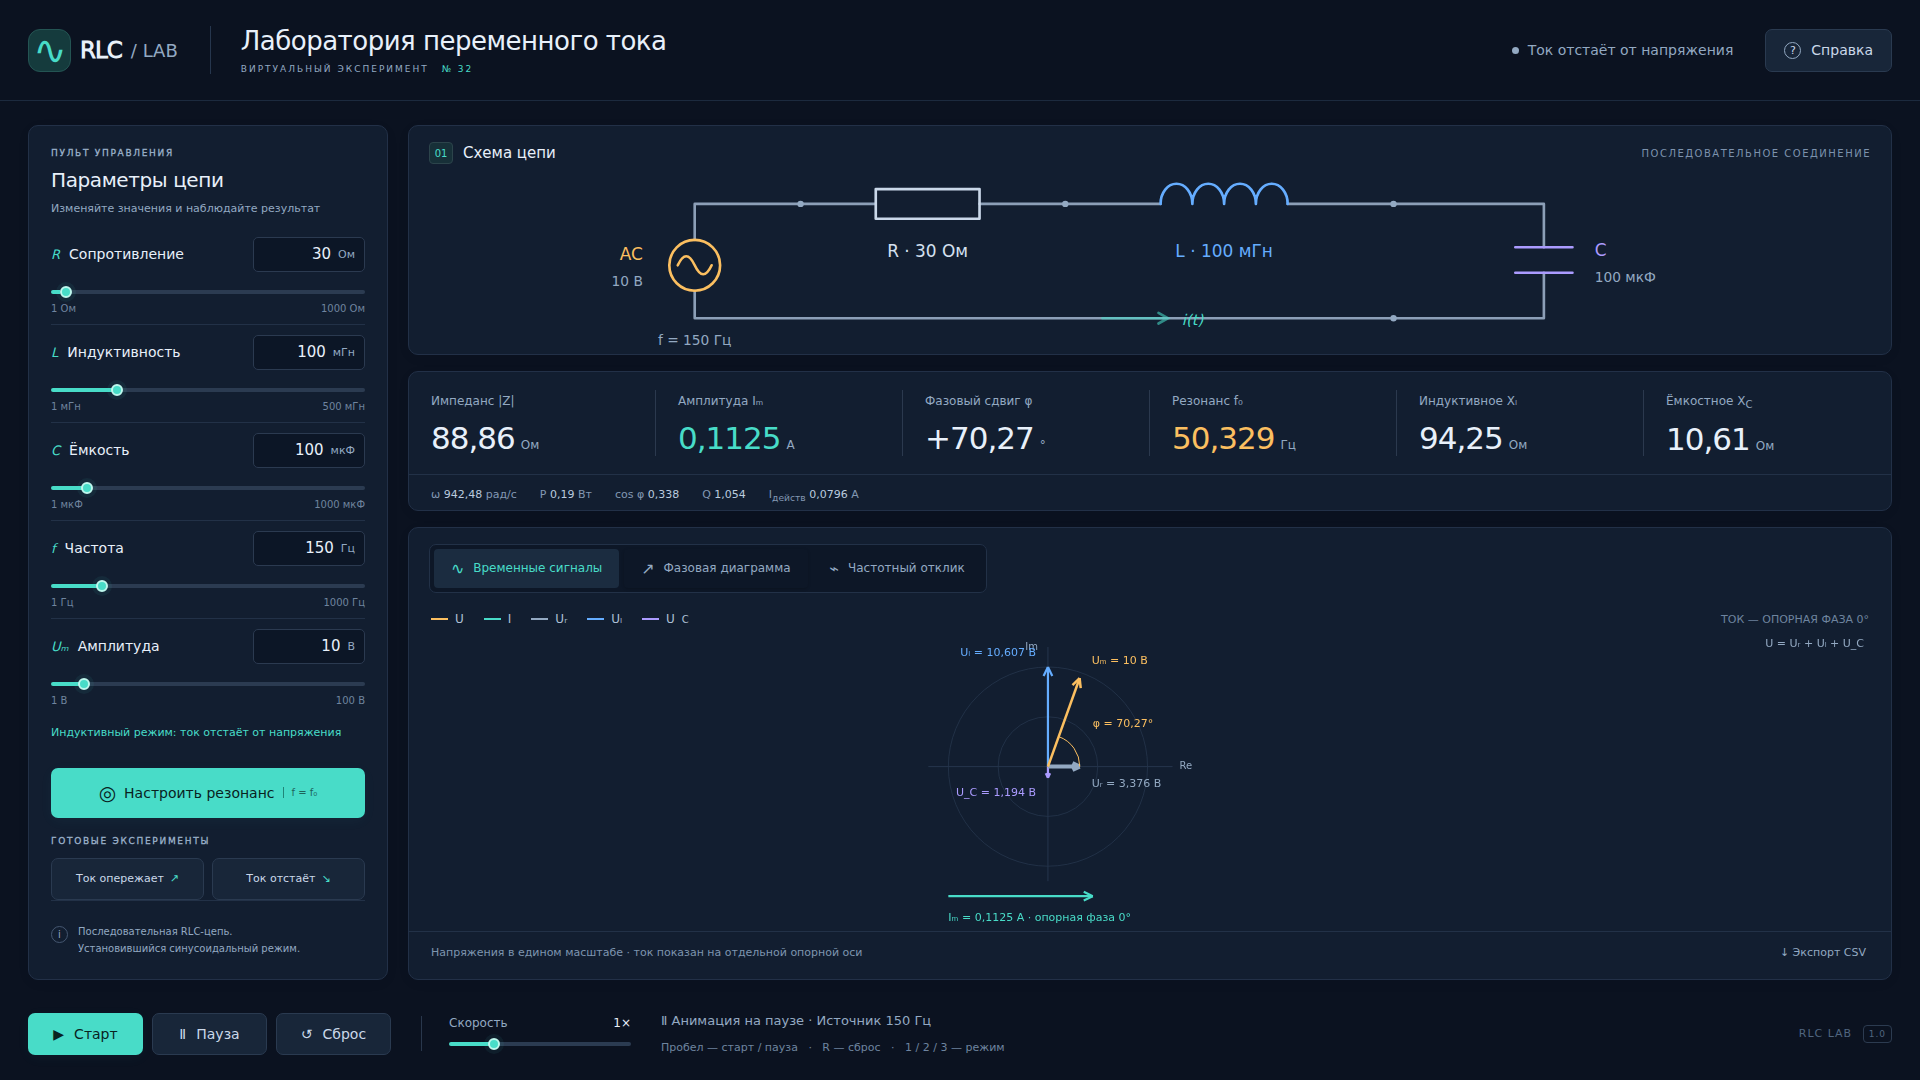 RLC / LAB
Лаборатория переменного тока
ВИРТУАЛЬНЫЙ ЭКСПЕРИМЕНТ № 32
Ток отстаёт от напряжения
? Справка
ПУЛЬТ УПРАВЛЕНИЯ
Параметры цепи
Изменяйте значения и наблюдайте результат
R Сопротивление 30 Ом
1 Ом 1000 Ом
L Индуктивность 100 мГн
1 мГн 500 мГн
C Ёмкость 100 мкФ
1 мкФ 1000 мкФ
f Частота 150 Гц
1 Гц 1000 Гц
Uₘ Амплитуда 10 В
1 В 100 В
Индуктивный режим: ток отстаёт от напряжения
◎ Настроить резонанс | f = f₀
ГОТОВЫЕ ЭКСПЕРИМЕНТЫ
Ток опережает ↗
Ток отстаёт ↘
i Последовательная RLC-цепь.
Установившийся синусоидальный режим.
01 Схема цепи
ПОСЛЕДОВАТЕЛЬНОЕ СОЕДИНЕНИЕ
AC
10 В
R · 30 Ом
L · 100 мГн
C
100 мкФ
i(t)
f = 150 Гц
Импеданс |Z|
88,86 Ом
Амплитуда Iₘ
0,1125 А
Фазовый сдвиг φ
+70,27 °
Резонанс f₀
50,329 Гц
Индуктивное Xₗ
94,25 Ом
Ёмкостное XC
10,61 Ом
ω 942,48 рад/с P 0,19 Вт cos φ 0,338 Q 1,054 Iдейств 0,0796 А
∿ Временные сигналы
↗ Фазовая диаграмма
⌁ Частотный отклик
U I Uᵣ Uₗ U C
ТОК — ОПОРНАЯ ФАЗА 0°
U = Uᵣ + Uₗ + U_C
Im
Uₗ = 10,607 В
Uₘ = 10 В
φ = 70,27°
Re
Uᵣ = 3,376 В
U_C = 1,194 В
Iₘ = 0,1125 А · опорная фаза 0°
Напряжения в едином масштабе · ток показан на отдельной опорной оси
↓ Экспорт CSV
▶ Старт
Ⅱ Пауза
↺ Сброс
Скорость 1×
Ⅱ Анимация на паузе · Источник 150 Гц
Пробел — старт / пауза · R — сброс · 1 / 2 / 3 — режим
RLC LAB 1.0